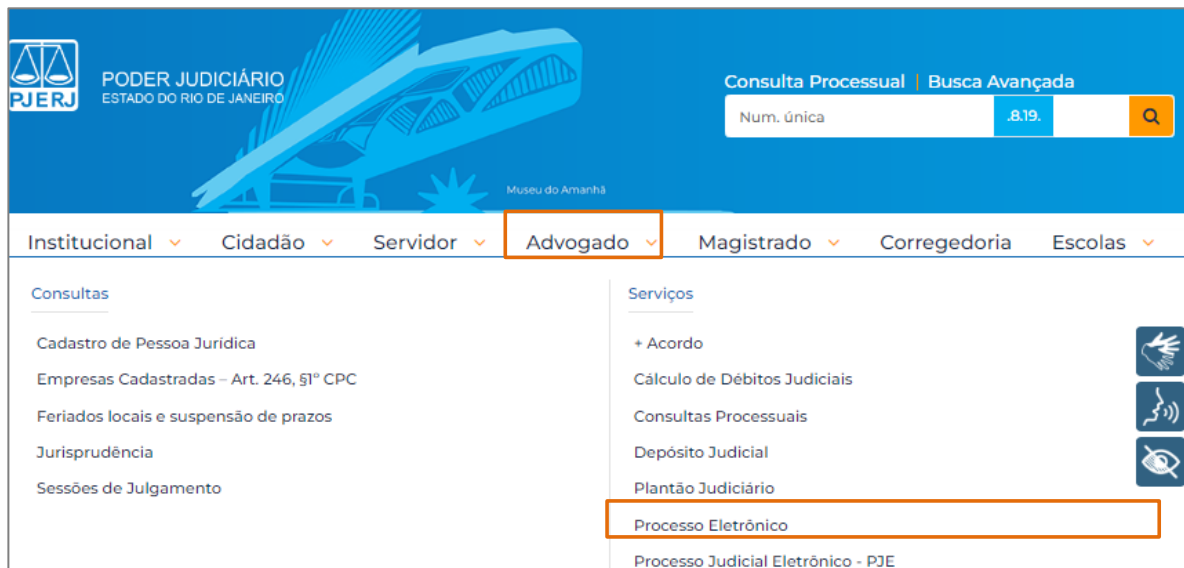 PJERJ
PODER JUDICIÁRIO
ESTADO DO RIO DE JANEIRO
Consulta Processual | Busca Avançada
Num. única .8.19.
Museu do Amanhã
Institucional Cidadão Servidor Advogado Magistrado Corregedoria Escolas
Consultas
Cadastro de Pessoa Jurídica
Empresas Cadastradas – Art. 246, §1º CPC
Feriados locais e suspensão de prazos
Jurisprudência
Sessões de Julgamento
Serviços
+ Acordo
Cálculo de Débitos Judiciais
Consultas Processuais
Depósito Judicial
Plantão Judiciário
Processo Eletrônico
Processo Judicial Eletrônico - PJE